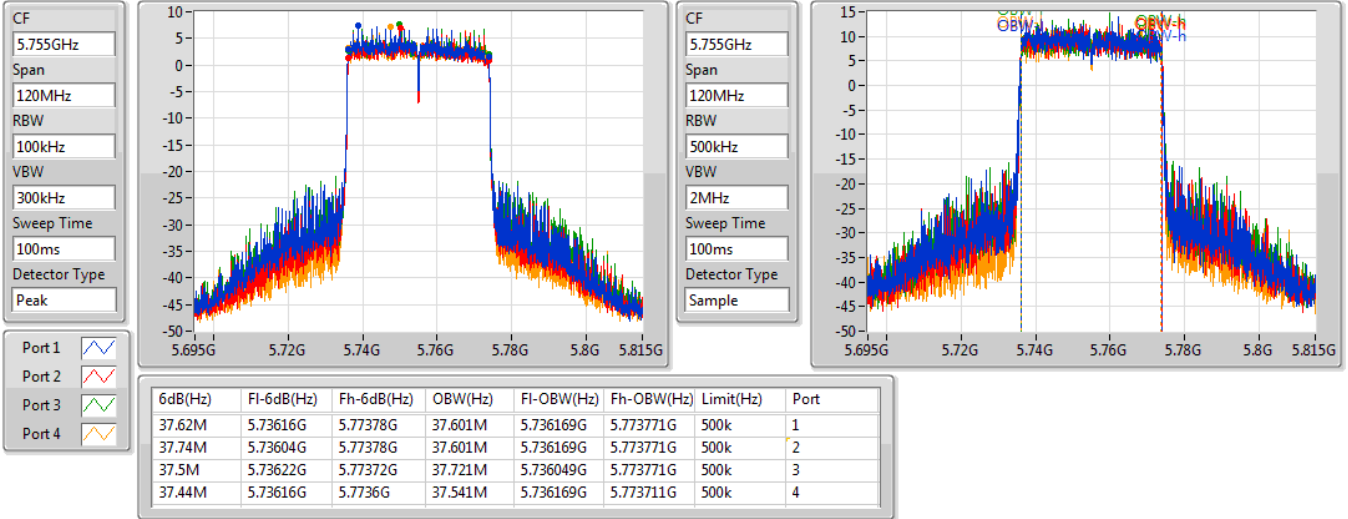 CF
5.755GHz
Span
120MHz
RBW
100kHz
VBW
300kHz
Sweep Time
100ms
Detector Type
Peak
10
5
0
-5
-10
-15
-20
-25
-30
-35
-40
-45
-50
5.695G 5.72G 5.74G 5.76G 5.78G 5.8G 5.815G
CF
5.755GHz
Span
120MHz
RBW
500kHz
VBW
2MHz
Sweep Time
100ms
Detector Type
Sample
15
10
5
0
-5
-10
-15
-20
-25
-30
-35
-40
-45
-50
OBW-h
OBW-h
5.695G 5.72G 5.74G 5.76G 5.78G 5.8G 5.815G
Port 1
Port 2
Port 3
Port 4
6dB(Hz) Fl-6dB(Hz) Fh-6dB(Hz) OBW(Hz) Fl-OBW(Hz) Fh-OBW(Hz) Limit(Hz) Port
37.62M 5.73616G 5.77378G 37.601M 5.736169G 5.773771G 500k 1
37.74M 5.73604G 5.77378G 37.601M 5.736169G 5.773771G 500k 2
37.5M 5.73622G 5.77372G 37.721M 5.736049G 5.773771G 500k 3
37.44M 5.73616G 5.7736G 37.541M 5.736169G 5.773711G 500k 4